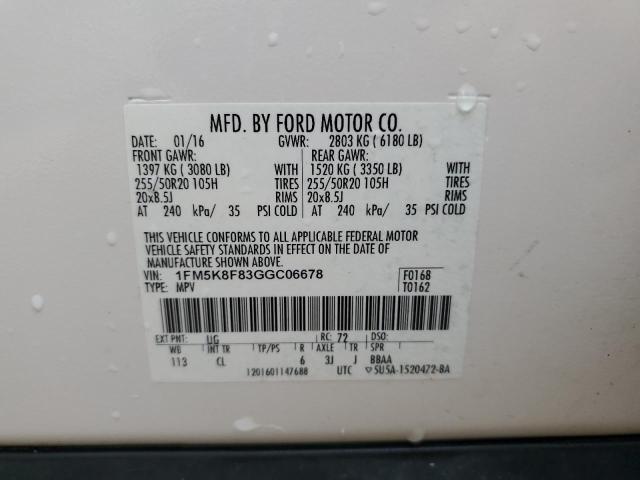 MFD. BY FORD MOTOR CO.
DATE: 01/16 GVWR: 2803 KG ( 6180 LB)
FRONT GAWR: REAR GAWR:
1397 KG ( 3080 LB) WITH 1520 KG ( 3350 LB) WITH
255/50R20 105H TIRES 255/50R20 105H TIRES
20x8.5J RIMS 20x8.5J RIMS
AT 240 kPa/ 35 PSI COLD AT 240 kPa/ 35 PSI COLD
THIS VEHICLE CONFORMS TO ALL APPLICABLE FEDERAL MOTOR
VEHICLE SAFETY STANDARDS IN EFFECT ON THE DATE OF
MANUFACTURE SHOWN ABOVE.
VIN: 1FM5K8F83GGC06678 F0168
TYPE: MPV T0162
EXT PNT: UG RC: 72 DSO:
WB INT TR TP/PS R AXLE TR SPR
113 CL 6 3J J BBAA
1201601147688 UTC ▽5U5A-1520472-BA